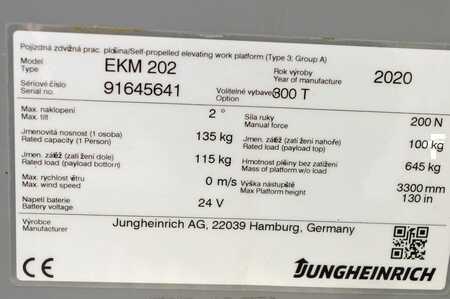 Pojízdná zdvižná prac. plošina/Self-propelled elevating work platform (Type 3; Group A)
Model
Type
EKM 202
Rok výroby
Year of manufacture
2020
Sériové číslo
Serial no.
91645641
Volitelné vybavení
Option
300 T
Max. naklopení
Max. tilt
2 °
Síla ruky
Manual force
200 N
Jmenovitá nosnost (1 osoba)
Rated capacity (1 Person)
135 kg
Jmen. zátěž (zatížení nahoře)
Rated load (payload top)
100 kg
Jmen. zátěž (zatížení dole)
Rated load (payload bottom)
115 kg
Hmotnost plošiny bez zatížení
Mass of platform w/o load
645 kg
Max. rychlost větru
Max. wind speed
0 m/s
Výška nástupiště
Max Platform height
3300 mm
130 in
Napětí baterie
Battery voltage
24 V
Výrobce
Manufacturer
Jungheinrich AG, 22039 Hamburg, Germany
CE
JUNGHEINRICH